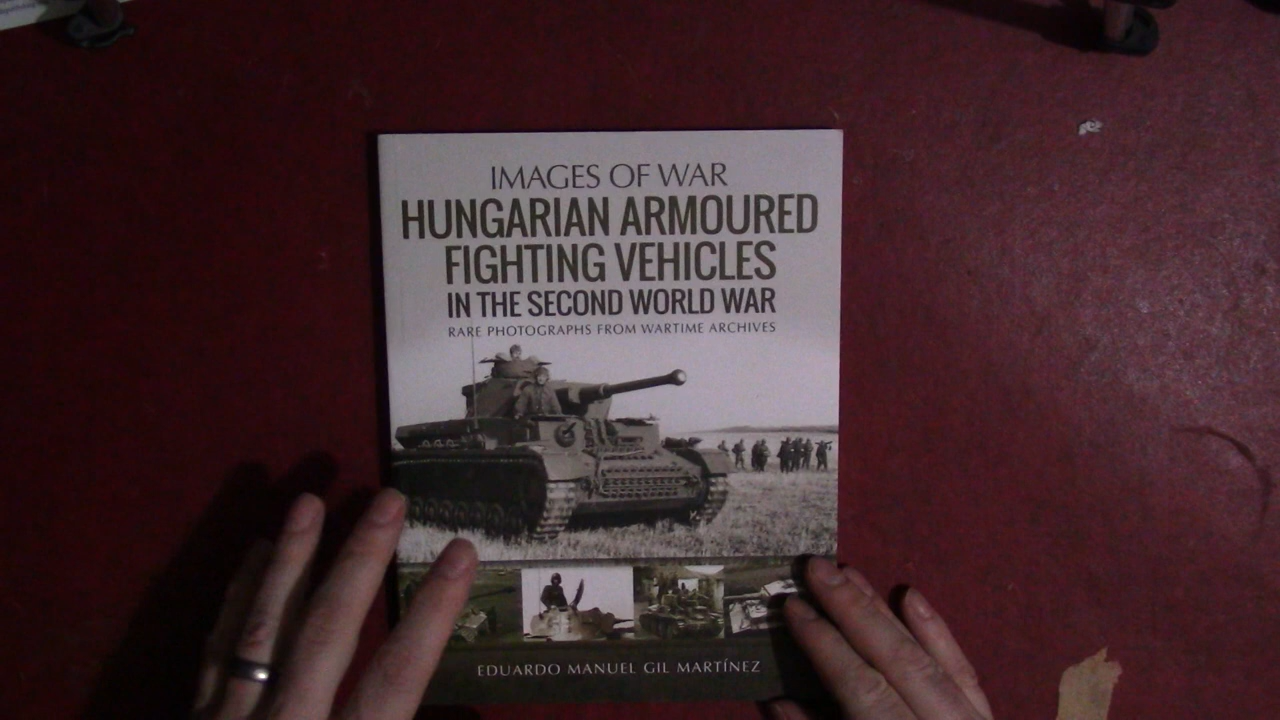 IMAGES OF WAR
HUNGARIAN ARMOURED
FIGHTING VEHICLES
IN THE SECOND WORLD WAR
RARE PHOTOGRAPHS FROM WARTIME ARCHIVES
EDUARDO MANUEL GIL MARTÍNEZ